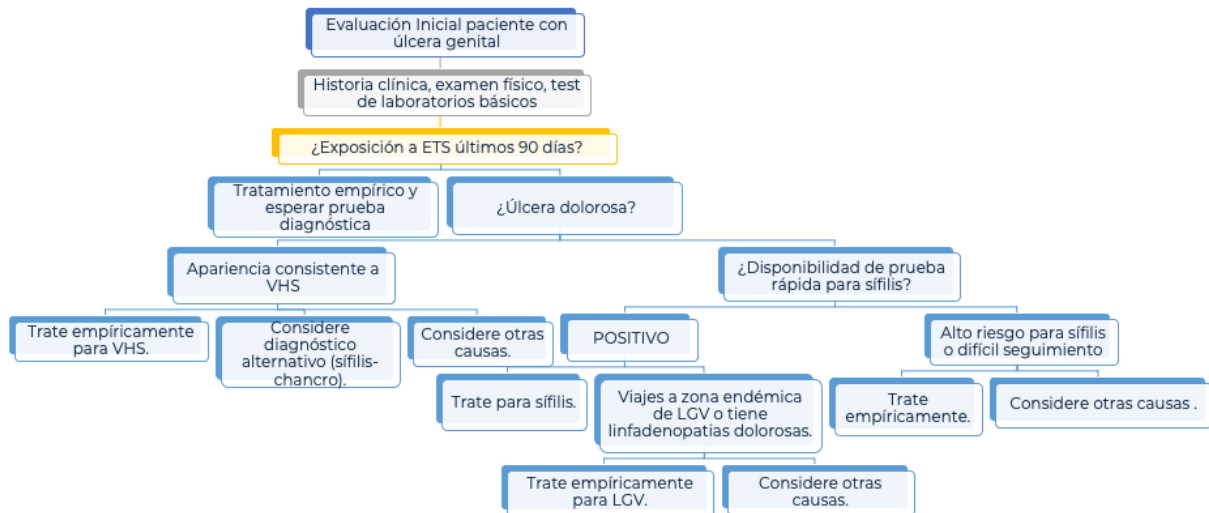 Evaluación Inicial paciente con
úlcera genital
Historia clínica, examen físico, test
de laboratorios básicos
¿Exposición a ETS últimos 90 días?
Tratamiento empírico y
esperar prueba
diagnóstica
¿Úlcera dolorosa?
Apariencia consistente a
VHS
¿Disponibilidad de prueba
rápida para sífilis?
Trate empíricamente
para VHS.
Considere
diagnóstico
alternativo (sífilis-
chancro).
Considere otras
causas.
POSITIVO
Alto riesgo para sífilis
o difícil seguimiento
Trate para sífilis.
Viajes a zona endémica
de LGV o tiene
linfadenopatias dolorosas.
Trate
empíricamente.
Considere otras causas .
Trate empíricamente
para LGV.
Considere otras
causas.